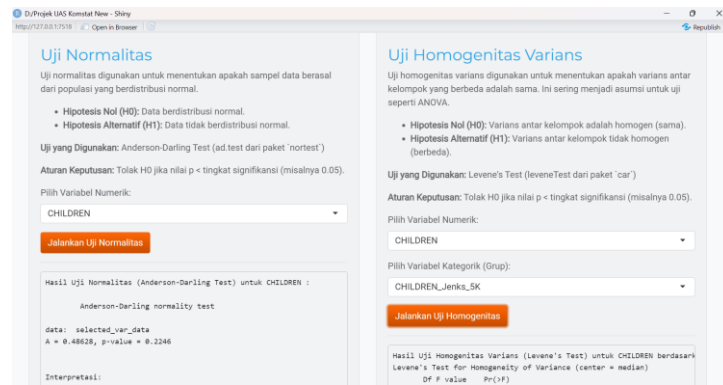 D:/Projek UAS Komstat New - Shiny
http://127.0.0.1:7518
Open in Browser
Republish
Uji Normalitas
Uji normalitas digunakan untuk menentukan apakah sampel data berasal
dari populasi yang berdistribusi normal.
• Hipotesis Nol (H0): Data berdistribusi normal.
• Hipotesis Alternatif (H1): Data tidak berdistribusi normal.
Uji yang Digunakan: Anderson-Darling Test (ad.test dari paket `nortest`)
Aturan Keputusan: Tolak H0 jika nilai p < tingkat signifikansi (misalnya 0.05).
Pilih Variabel Numerik:
CHILDREN
Jalankan Uji Normalitas
Hasil Uji Normalitas (Anderson-Darling Test) untuk CHILDREN :
Anderson-Darling normality test
data: selected_var_data
A = 0.48628, p-value = 0.2246
Interpretasi:
Uji Homogenitas Varians
Uji homogenitas varians digunakan untuk menentukan apakah varians antar
kelompok yang berbeda adalah sama. Ini sering menjadi asumsi untuk uji
seperti ANOVA.
• Hipotesis Nol (H0): Varians antar kelompok adalah homogen (sama).
• Hipotesis Alternatif (H1): Varians antar kelompok tidak homogen
(berbeda).
Uji yang Digunakan: Levene's Test (leveneTest dari paket `car`)
Aturan Keputusan: Tolak H0 jika nilai p < tingkat signifikansi (misalnya 0.05).
Pilih Variabel Numerik:
CHILDREN
Pilih Variabel Kategorik (Grup):
CHILDREN_Jenks_5K
Jalankan Uji Homogenitas
Hasil Uji Homogenitas Varians (Levene's Test) untuk CHILDREN berdasark
Levene's Test for Homogeneity of Variance (center = median)
Df F value Pr(>F)